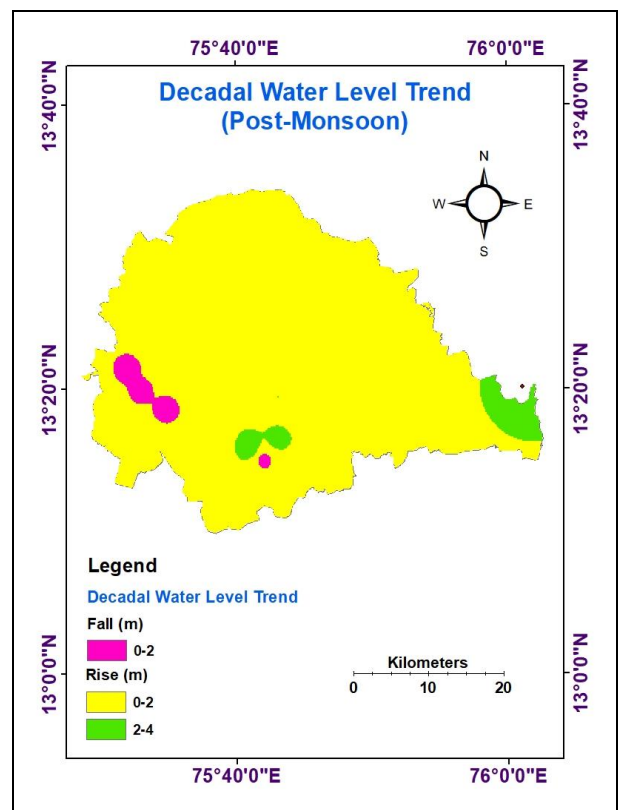 75°40'0"E
76°0'0"E
Decadal Water Level Trend
(Post-Monsoon)
13°40'0"N
13°40'0"N
N
W
E
S
13°20'0"N
13°20'0"N
Legend
Decadal Water Level Trend
Fall (m)
0-2
Rise (m)
0-2
2-4
Kilometers
0
10
20
13°0'0"N
13°0'0"N
75°40'0"E
76°0'0"E